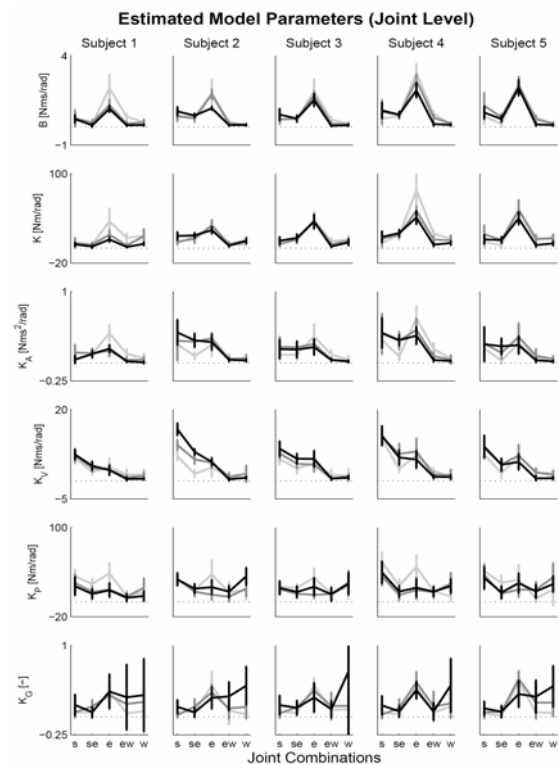 Estimated Model Parameters (Joint Level)
Subject 1 Subject 2 Subject 3 Subject 4 Subject 5
4
B [Nms/rad]
-1
100
K [Nm/rad]
-20
1
K_A [Nms²/rad]
-0.25
20
K_V [Nms/rad]
-5
100
K_P [Nm/rad]
-20
1
K_G [-]
-0.25
s se e ew w s se e ew w s se e ew w s se e ew w s se e ew w
Joint Combinations